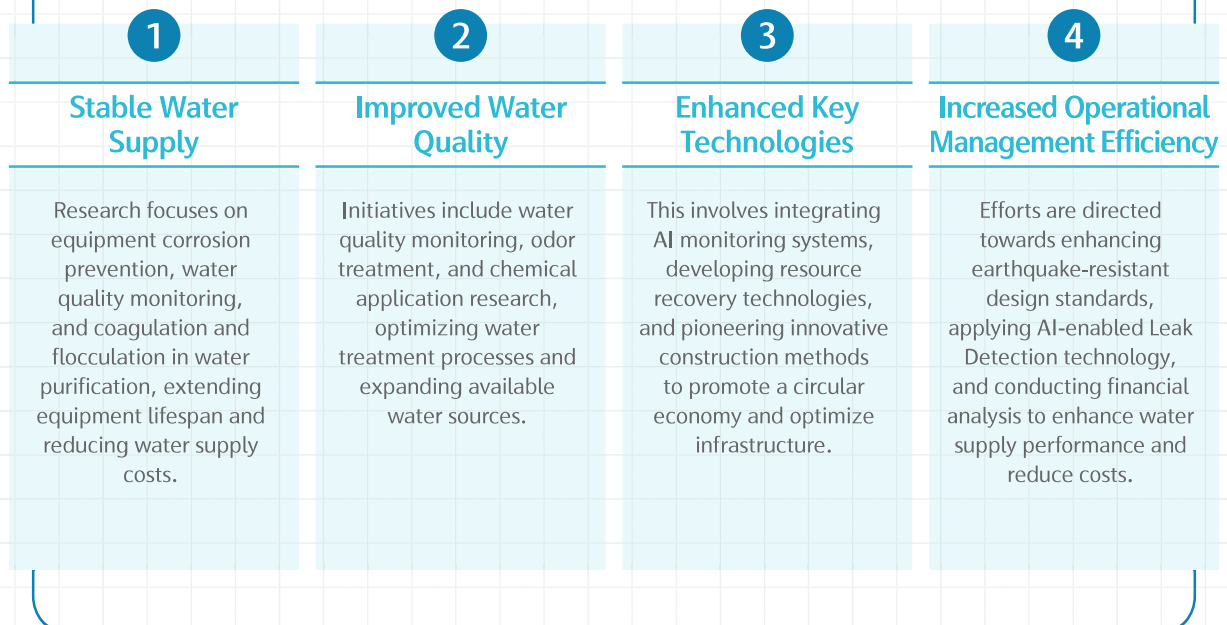 1
Stable Water
Supply
Research focuses on
equipment corrosion
prevention, water
quality monitoring,
and coagulation and
flocculation in water
purification, extending
equipment lifespan and
reducing water supply
costs.
2
Improved Water
Quality
Initiatives include water
quality monitoring, odor
treatment, and chemical
application research,
optimizing water
treatment processes and
expanding available
water sources.
3
Enhanced Key
Technologies
This involves integrating
AI monitoring systems,
developing resource
recovery technologies,
and pioneering innovative
construction methods
to promote a circular
economy and optimize
infrastructure.
4
Increased Operational
Management Efficiency
Efforts are directed
towards enhancing
earthquake-resistant
design standards,
applying AI-enabled Leak
Detection technology,
and conducting financial
analysis to enhance water
supply performance and
reduce costs.